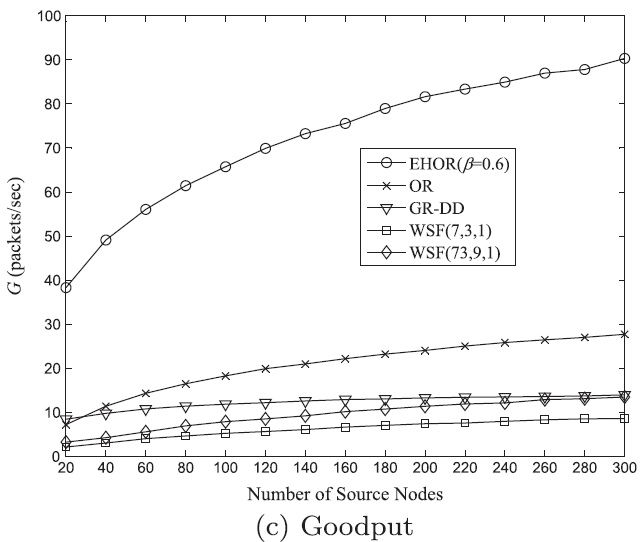 100
90
80
70
60
50
40
30
20
10
0
G (packets/sec)
EHOR(β=0.6)
OR
GR-DD
WSF(7,3,1)
WSF(73,9,1)
20 40 60 80 100 120 140 160 180 200 220 240 260 280 300
Number of Source Nodes
(c) Goodput